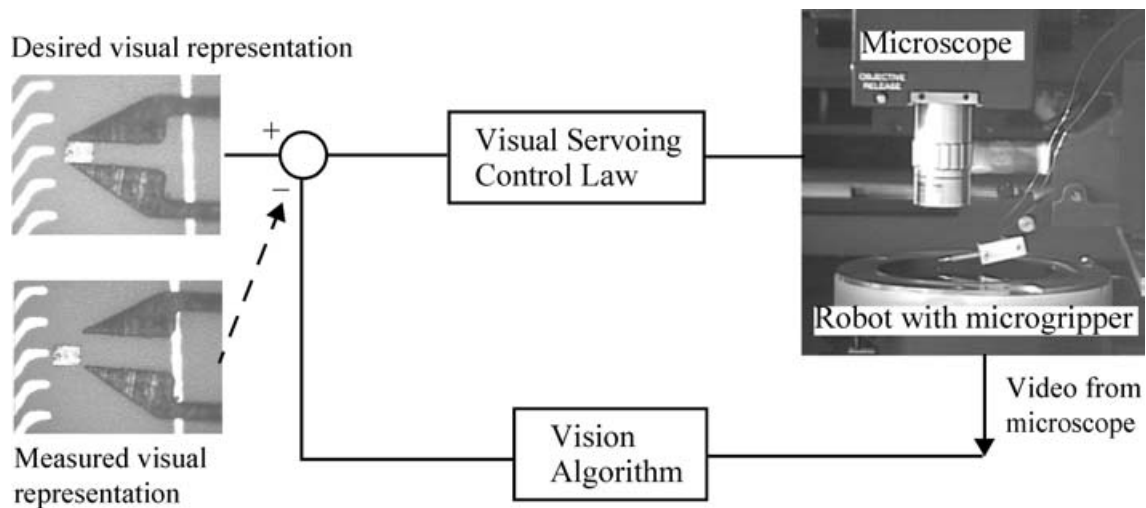 Desired visual representation
+
−
Visual Servoing
Control Law
Microscope
OBJECTIVE
RELEASE
Robot with microgripper
Video from
microscope
Vision
Algorithm
Measured visual
representation